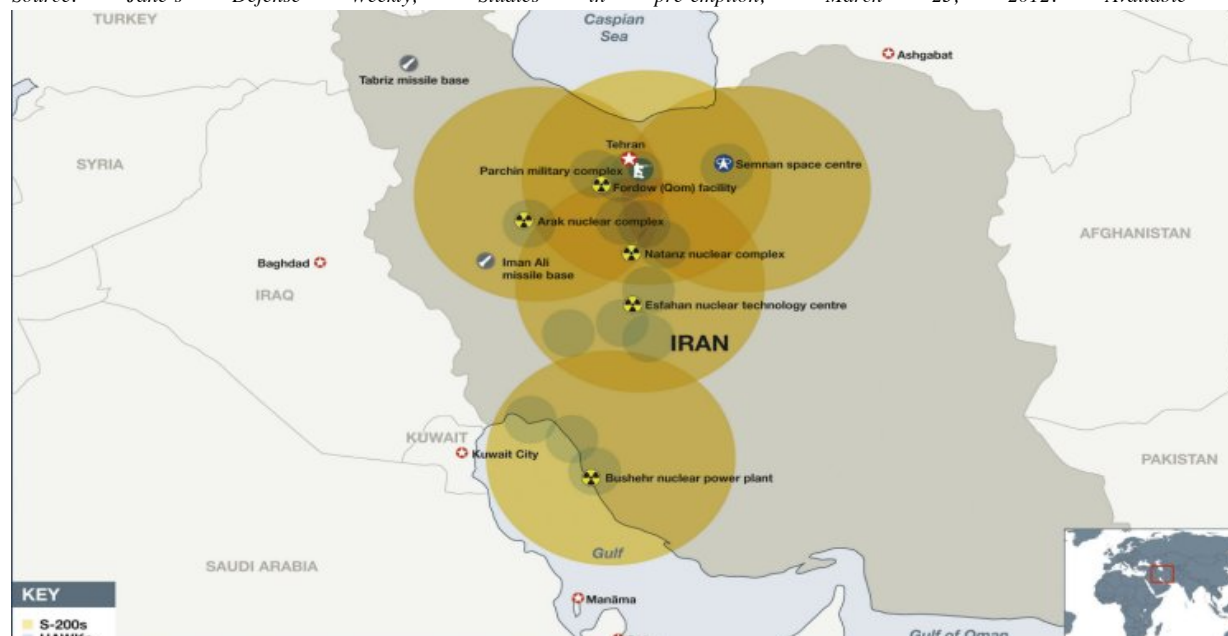 Source: Jane's Defense Weekly, "Studies in pre-emption," March 23, 2012. Available
TURKEY
Caspian
Sea
Ashgabat
Tabriz missile base
SYRIA
Tehran
Semnan space centre
Parchin military complex
Fordow (Qom) facility
Arak nuclear complex
AFGHANISTAN
Natanz nuclear complex
Baghdad
Iman Ali
missile base
IRAQ
Esfahan nuclear technology centre
IRAN
KUWAIT
Kuwait City
PAKISTAN
Bushehr nuclear power plant
Gulf
SAUDI ARABIA
KEY
Manāma
S-200s
HAWKs
Gulf of Oman